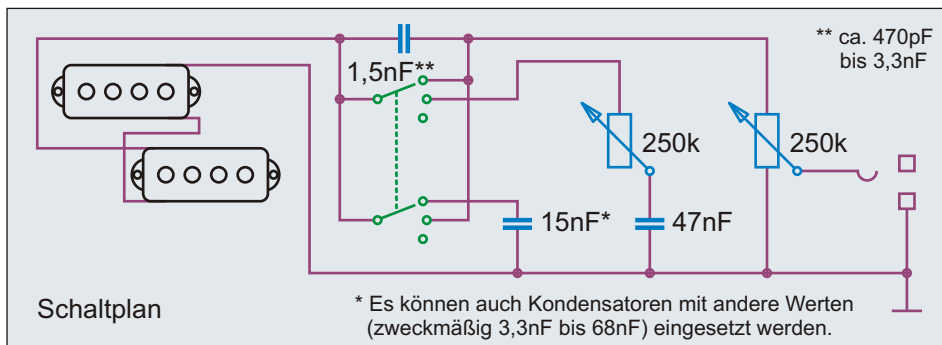 ** ca. 470pF
bis 3,3nF
1,5nF**
250k
250k
15nF*
47nF
Schaltplan
* Es können auch Kondensatoren mit andere Werten
(zweckmäßig 3,3nF bis 68nF) eingesetzt werden.